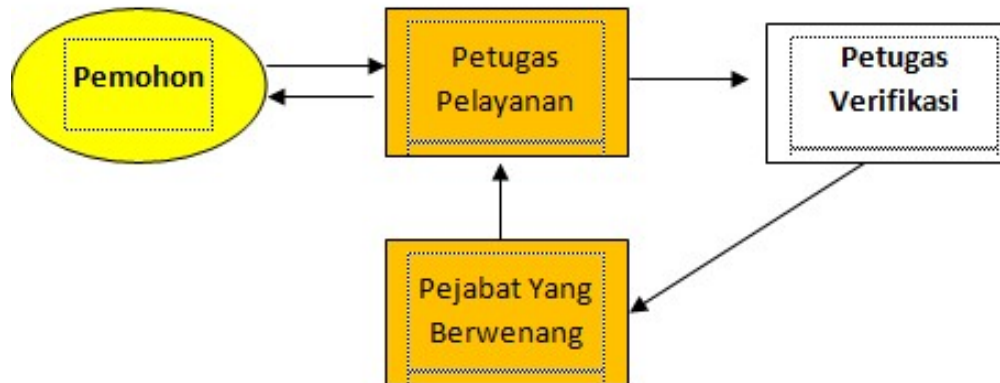 Pemohon
Petugas
Pelayanan
Petugas
Verifikasi
Pejabat Yang
Berwenang